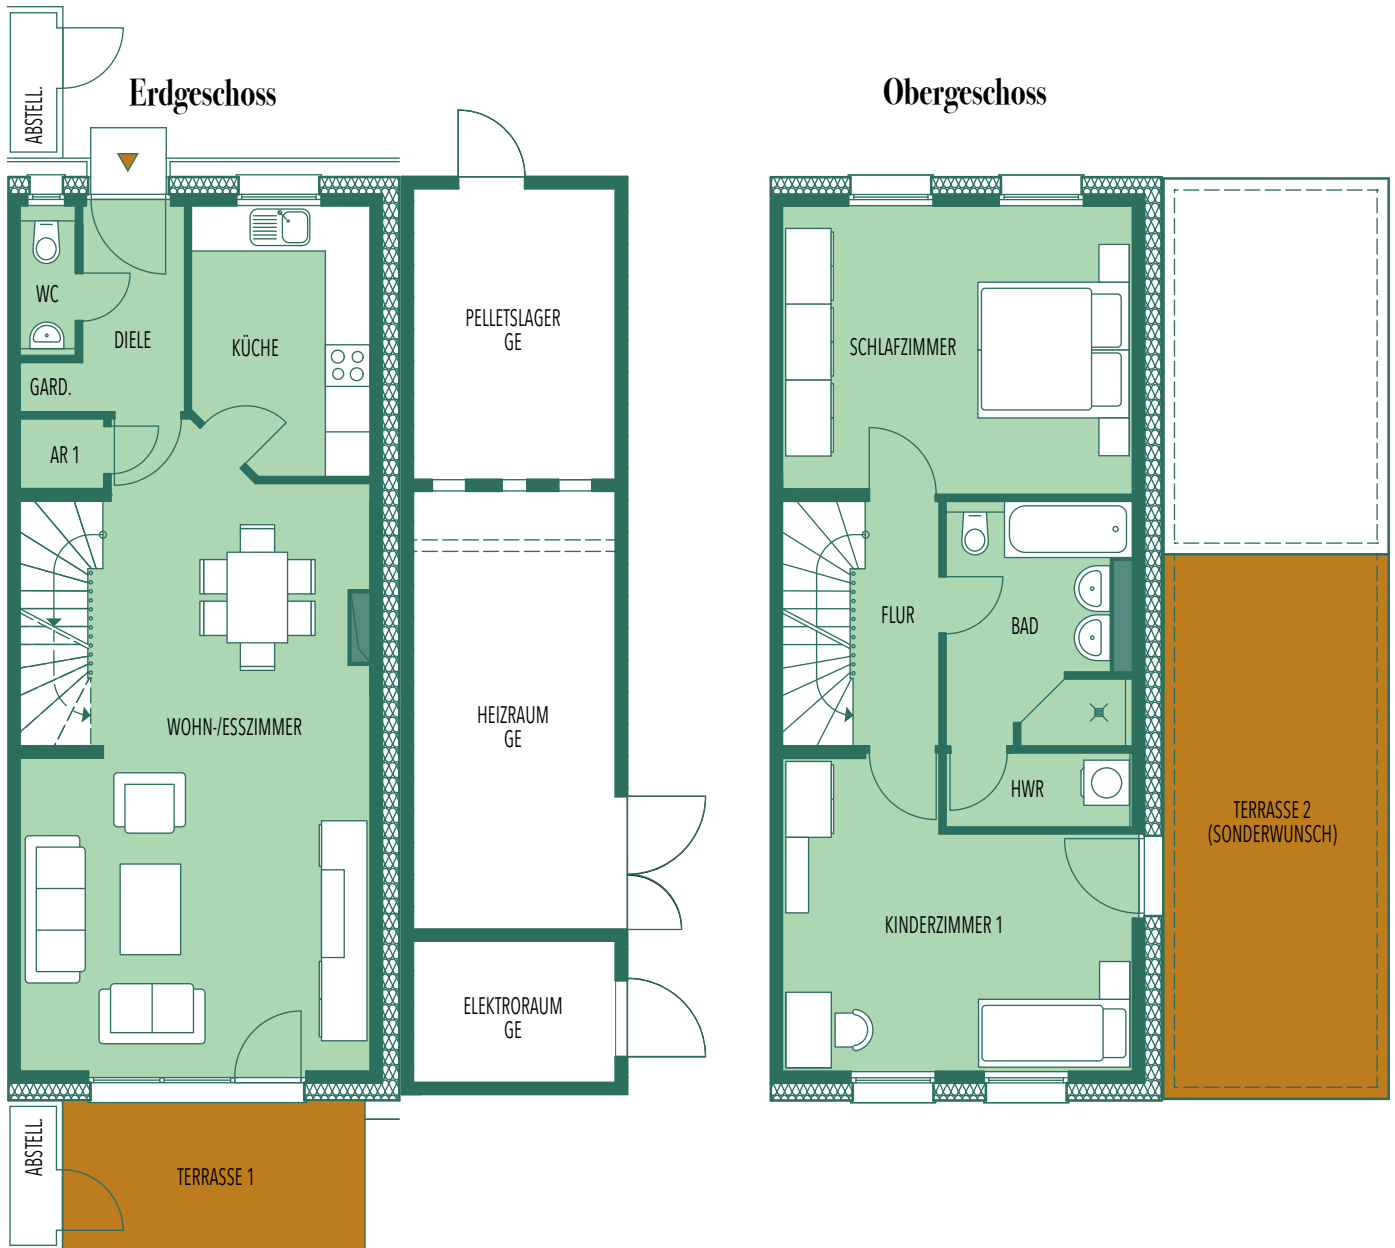 ABSTELL.
Erdgeschoss
WC
DIELE
KÜCHE
GARD.
AR 1
WOHN-/ESSZIMMER
PELLETSLAGER
GE
HEIZRAUM
GE
ELEKTRORAUM
GE
ABSTELL.
TERRASSE 1
Obergeschoss
SCHLAFZIMMER
FLUR
BAD
HWR
KINDERZIMMER 1
TERRASSE 2
(SONDERWUNSCH)